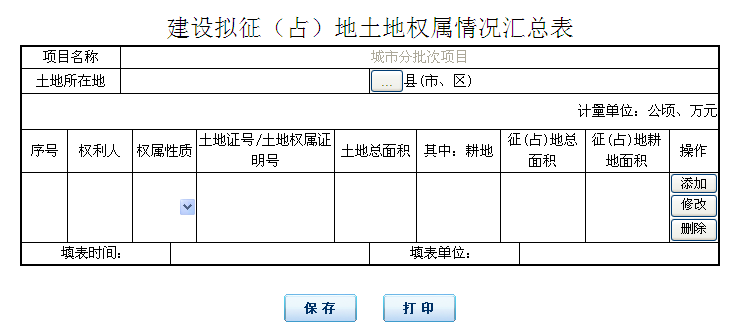 建设拟征（占）地土地权属情况汇总表
项目名称 城市分批次项目
土地所在地 ... 县(市、区)
计量单位：公顷、万元
序号 权利人 权属性质 土地证号/土地权属证明号 土地总面积 其中：耕地 征(占)地总面积 征(占)地耕地面积 操作
添加
修改
删除
填表时间： 填表单位：
保存 打印